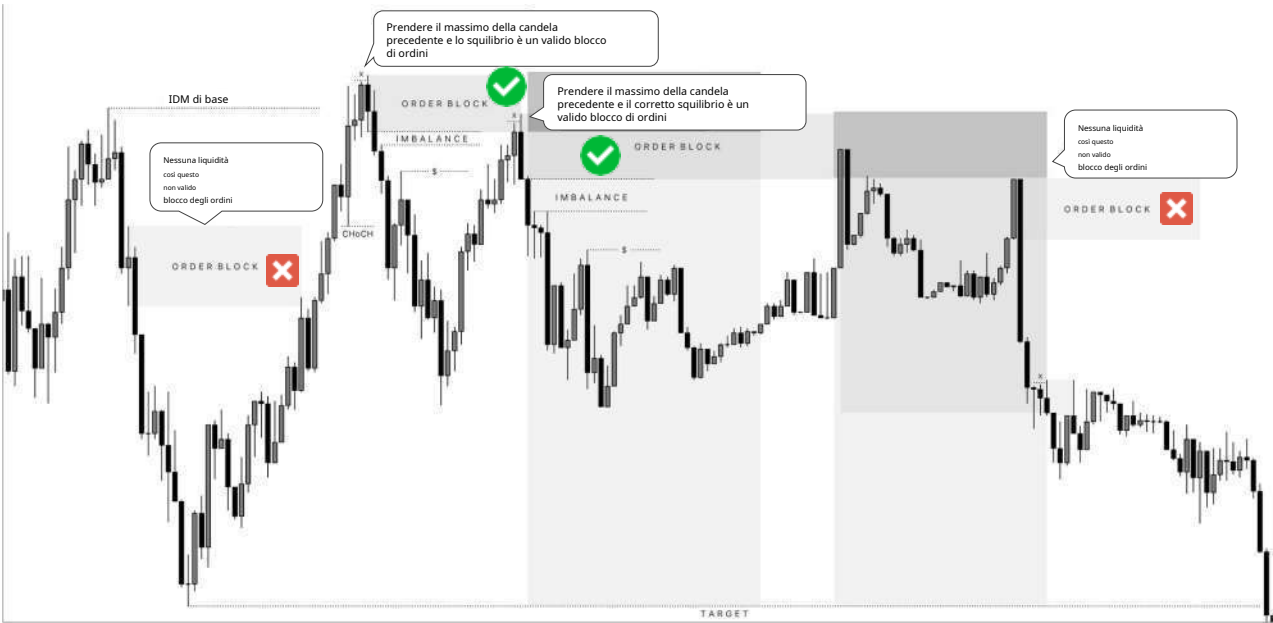 Prendere il massimo della candela
precedente e lo squilibrio è un valido blocco
di ordini
x
IDM di base
ORDER BLOCK
Prendere il massimo della candela
precedente e il corretto squilibrio è un
valido blocco di ordini
x
IMBALANCE
ORDER BLOCK
Nessuna liquidità
così questo
non valido
blocco degli ordini
Nessuna liquidità
così questo
non valido
blocco degli ordini
$
IMBALANCE
ORDER BLOCK
CHoCH
$
ORDER BLOCK
x
TARGET